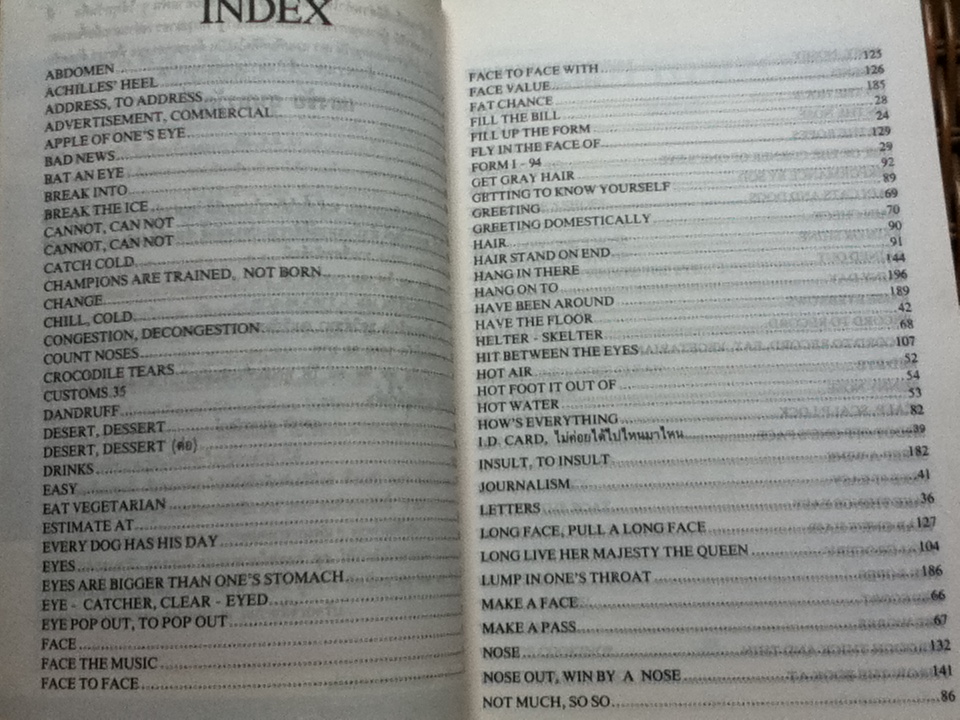 INDEX
ABDOMEN
ACHILLES' HEEL
ADDRESS, TO ADDRESS
ADVERTISEMENT, COMMERCIAL
APPLE OF ONE'S EYE
BAD NEWS
BAT AN EYE
BREAK INTO
BREAK THE ICE
CANNOT, CAN NOT
CANNOT, CAN NOT
CATCH COLD
CHAMPIONS ARE TRAINED, NOT BORN
CHANGE
CHILL, COLD
CONGESTION, DECONGESTION
COUNT NOSES
CROCODILE TEARS
CUSTOMS 35
DANDRUFF
DESERT, DESSERT
DESERT, DESSERT (ต่อ)
DRINKS
EASY
EAT VEGETARIAN
ESTIMATE AT
EVERY DOG HAS HIS DAY
EYES
EYES ARE BIGGER THAN ONE'S STOMACH
EYE - CATCHER, CLEAR - EYED
EYE POP OUT, TO POP OUT
FACE
FACE THE MUSIC
FACE TO FACE
FACE TO FACE WITH 125
FACE VALUE 126
FAT CHANCE 185
FILL THE BILL 28
FILL UP THE FORM 24
FLY IN THE FACE OF 129
FORM I - 94 29
GET GRAY HAIR 92
GETTING TO KNOW YOURSELF 89
GREETING 69
GREETING DOMESTICALLY 70
HAIR 90
HAIR STAND ON END 91
HANG IN THERE 144
HANG ON TO 196
HAVE BEEN AROUND 189
HAVE THE FLOOR 42
HELTER - SKELTER 68
HIT BETWEEN THE EYES 107
HOT AIR 52
HOT FOOT IT OUT OF 54
HOT WATER 53
HOW'S EVERYTHING 82
I.D. CARD, ไม่ค่อยได้ไปไหนมาไหน 39
INSULT, TO INSULT 182
JOURNALISM 41
LETTERS 36
LONG FACE, PULL A LONG FACE 127
LONG LIVE HER MAJESTY THE QUEEN 104
LUMP IN ONE'S THROAT 186
MAKE A FACE 66
MAKE A PASS 67
NOSE 132
NOSE OUT, WIN BY A NOSE 141
NOT MUCH, SO SO 86